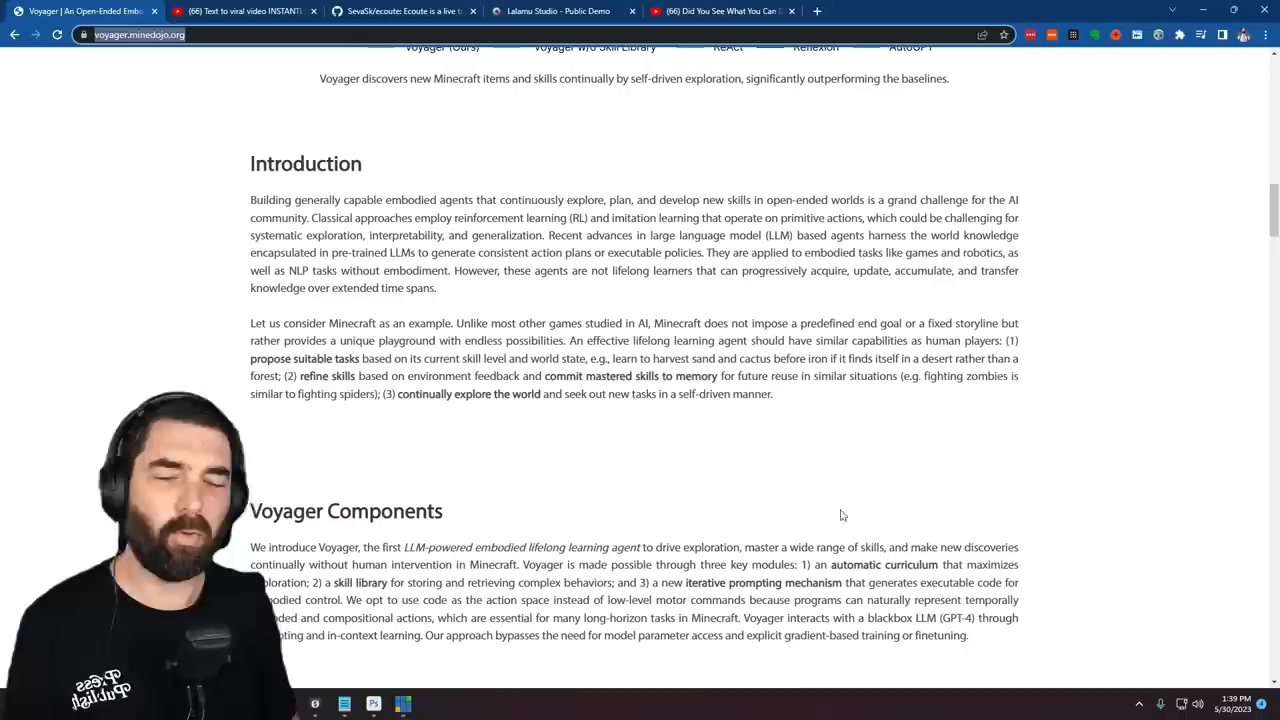 Voyager | An Open-Ended Embo
(66) Text to viral video INSTANTL
SevaSk/ecoute: Ecoute is a live t
Lalamu Studio - Public Demo
(66) Did You See What You Can D
voyager.minedojo.org
Voyager (Ours) Voyager w/o Skill Library ReAct Reflexion AutoGPT
Voyager discovers new Minecraft items and skills continually by self-driven exploration, significantly outperforming the baselines.
Introduction
Building generally capable embodied agents that continuously explore, plan, and develop new skills in open-ended worlds is a grand challenge for the AI
community. Classical approaches employ reinforcement learning (RL) and imitation learning that operate on primitive actions, which could be challenging for
systematic exploration, interpretability, and generalization. Recent advances in large language model (LLM) based agents harness the world knowledge
encapsulated in pre-trained LLMs to generate consistent action plans or executable policies. They are applied to embodied tasks like games and robotics, as
well as NLP tasks without embodiment. However, these agents are not lifelong learners that can progressively acquire, update, accumulate, and transfer
knowledge over extended time spans.
Let us consider Minecraft as an example. Unlike most other games studied in AI, Minecraft does not impose a predefined end goal or a fixed storyline but
rather provides a unique playground with endless possibilities. An effective lifelong learning agent should have similar capabilities as human players: (1)
propose suitable tasks based on its current skill level and world state, e.g., learn to harvest sand and cactus before iron if it finds itself in a desert rather than a
forest; (2) refine skills based on environment feedback and commit mastered skills to memory for future reuse in similar situations (e.g. fighting zombies is
similar to fighting spiders); (3) continually explore the world and seek out new tasks in a self-driven manner.
Voyager Components
We introduce Voyager, the first LLM-powered embodied lifelong learning agent to drive exploration, master a wide range of skills, and make new discoveries
continually without human intervention in Minecraft. Voyager is made possible through three key modules: 1) an automatic curriculum that maximizes
oloration; 2) a skill library for storing and retrieving complex behaviors; and 3) a new iterative prompting mechanism that generates executable code for
odied control. We opt to use code as the action space instead of low-level motor commands because programs can naturally represent temporally
nded and compositional actions, which are essential for many long-horizon tasks in Minecraft. Voyager interacts with a blackbox LLM (GPT-4) through
pting and in-context learning. Our approach bypasses the need for model parameter access and explicit gradient-based training or finetuning.
Press
Publish
1:39 PM
5/30/2023